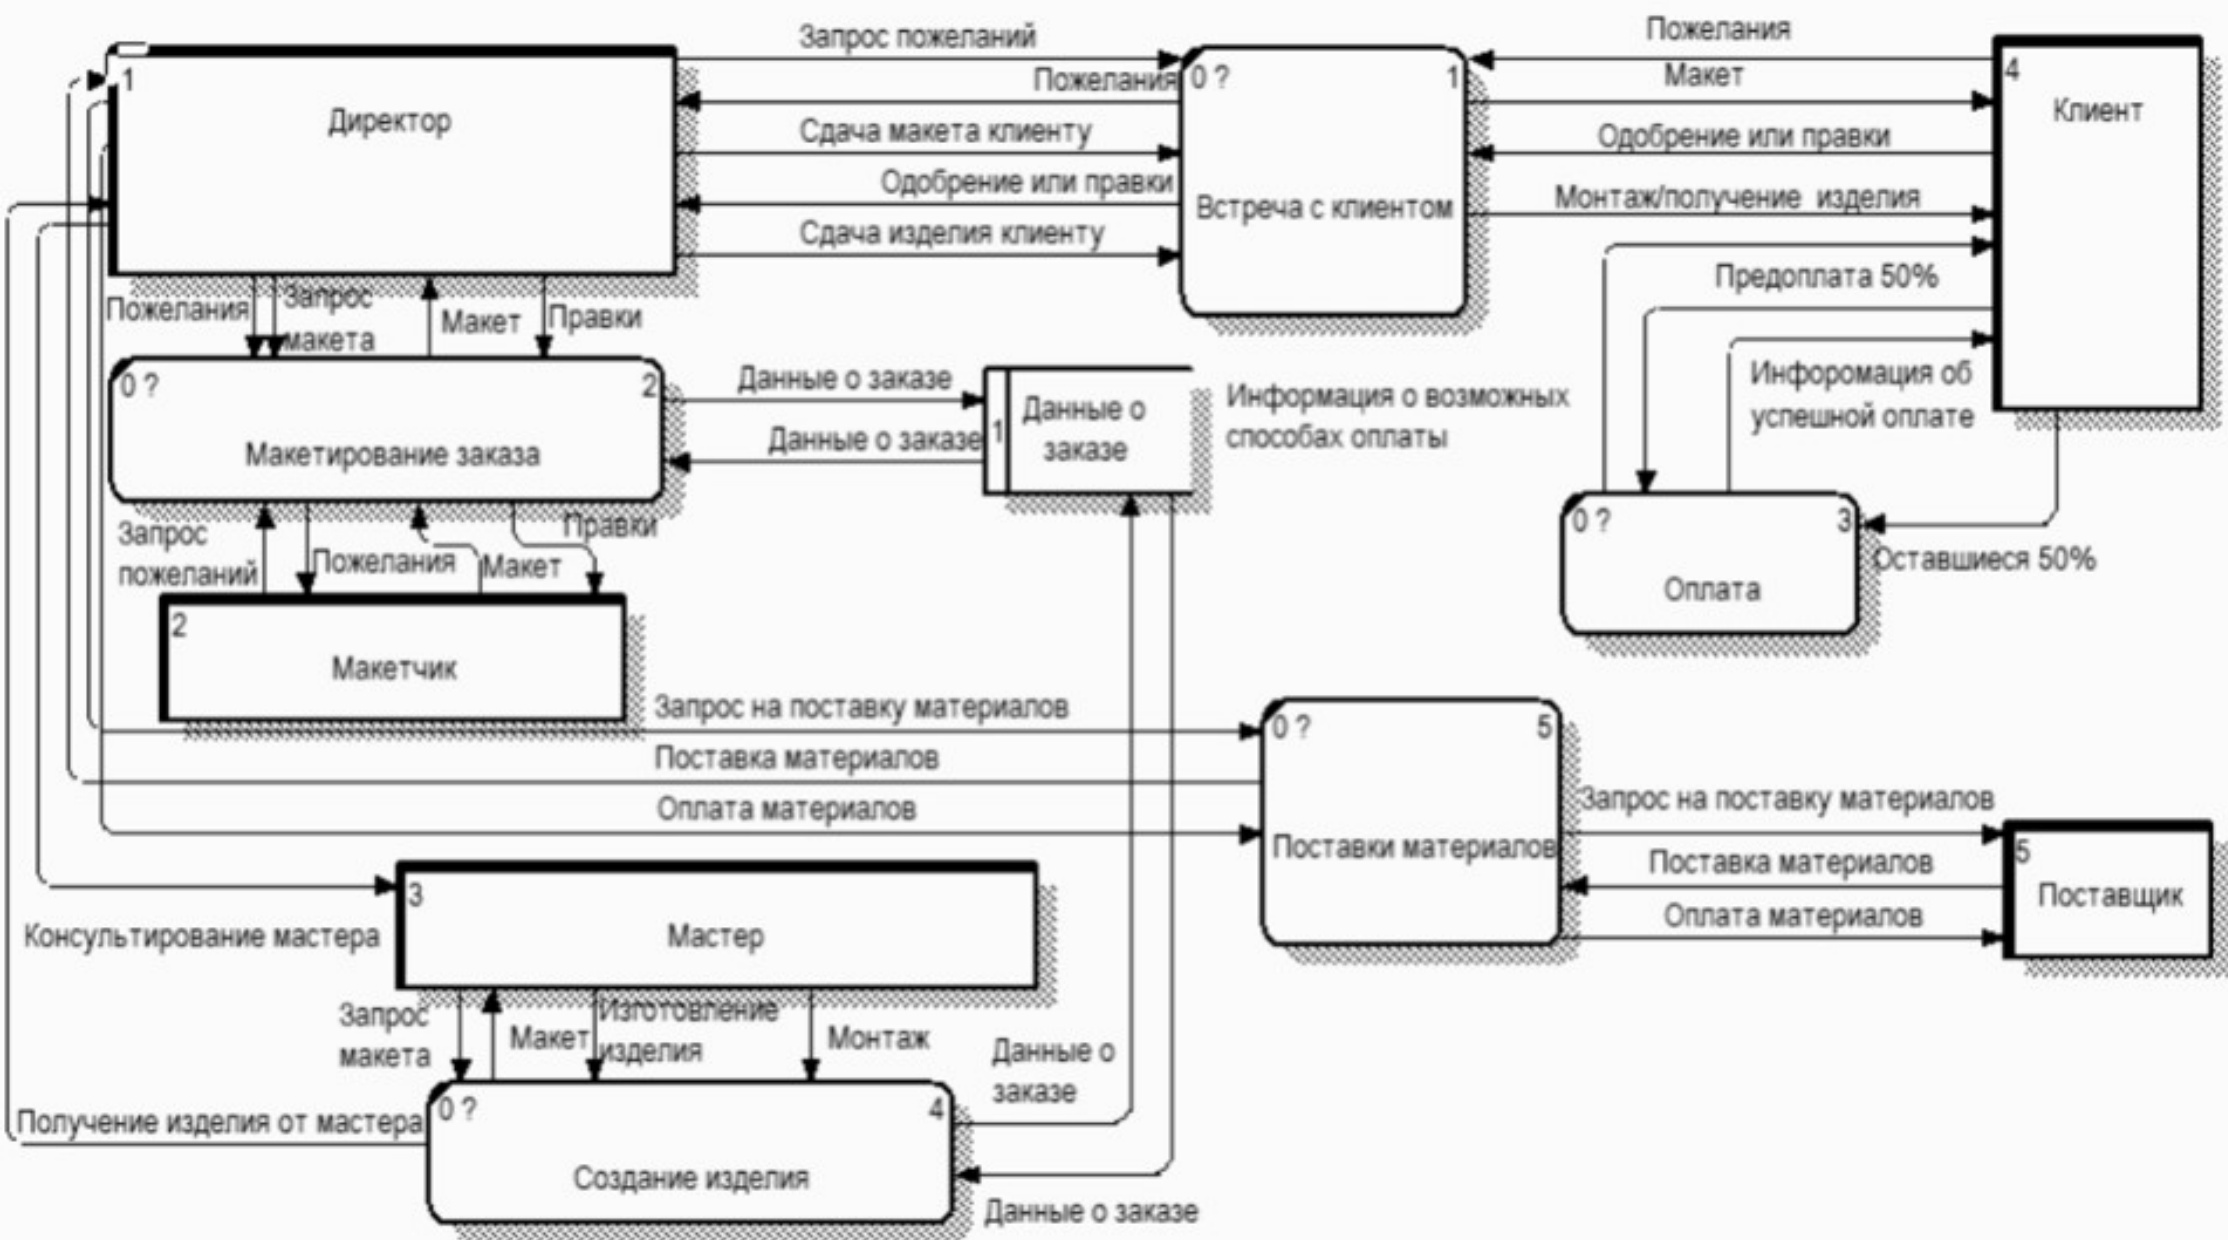 Запрос пожеланий
Пожелания
1
Пожелания
0 ?
1
Макет
4
Директор
Клиент
Сдача макета клиенту
Одобрение или правки
Одобрение или правки
Встреча с клиентом
Монтаж/получение изделия
Сдача изделия клиенту
Предоплата 50%
Пожелания
Запрос
макета
Макет
Правки
0 ?
2
Данные о заказе
Макетирование заказа
Данные о заказе
1
Данные о
заказе
Информация о возможных
способах оплаты
Инфоромация об
успешной оплате
Запрос
пожеланий
Пожелания
Макет
Правки
0 ?
3
Оплата
Оставшиеся 50%
2
Макетчик
Запрос на поставку материалов
Поставка материалов
Оплата материалов
0 ?
5
Поставки материалов
Запрос на поставку материалов
Поставка материалов
Оплата материалов
5
Поставщик
3
Мастер
Консультирование мастера
Запрос
макета
Макет
Изготовление
изделия
Монтаж
Данные о
заказе
0 ?
4
Получение изделия от мастера
Создание изделия
Данные о заказе